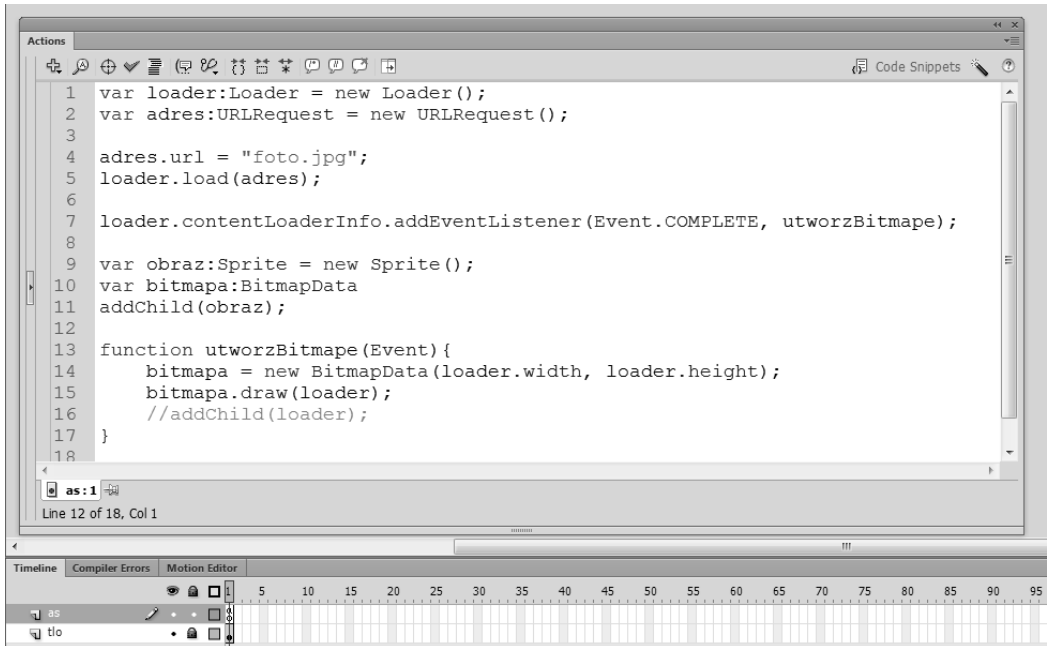 Actions
Code Snippets
1 var loader:Loader = new Loader();
2 var adres:URLRequest = new URLRequest();
3
4 adres.url = "foto.jpg";
5 loader.load(adres);
6
7 loader.contentLoaderInfo.addEventListener(Event.COMPLETE, utworzBitmape);
8
9 var obraz:Sprite = new Sprite();
10 var bitmapa:BitmapData
11 addChild(obraz);
12
13 function utworzBitmape(Event){
14 bitmapa = new BitmapData(loader.width, loader.height);
15 bitmapa.draw(loader);
16 //addChild(loader);
17 }
18
as:1
Line 12 of 18, Col 1
Timeline Compiler Errors Motion Editor
1 5 10 15 20 25 30 35 40 45 50 55 60 65 70 75 80 85 90 95
as
tlo